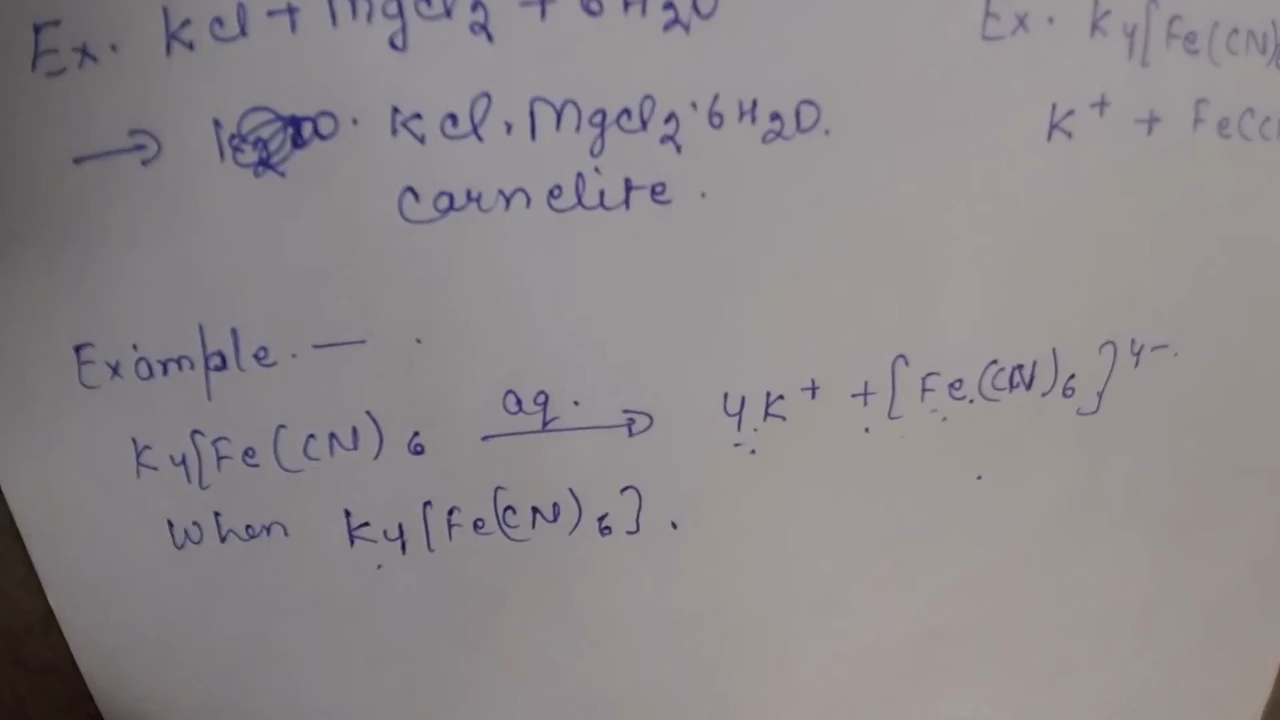 Ex. KCl + MgCl2 + 6H2O
→ KCl. MgCl2·6H2O.
Carnelite.
Ex. K4[Fe(CN)
K+ + Fe(C
Example. —
K4[Fe(CN)6 aq. → 4K+ + [Fe(CN)6]4-.
When K4[Fe(CN)6].